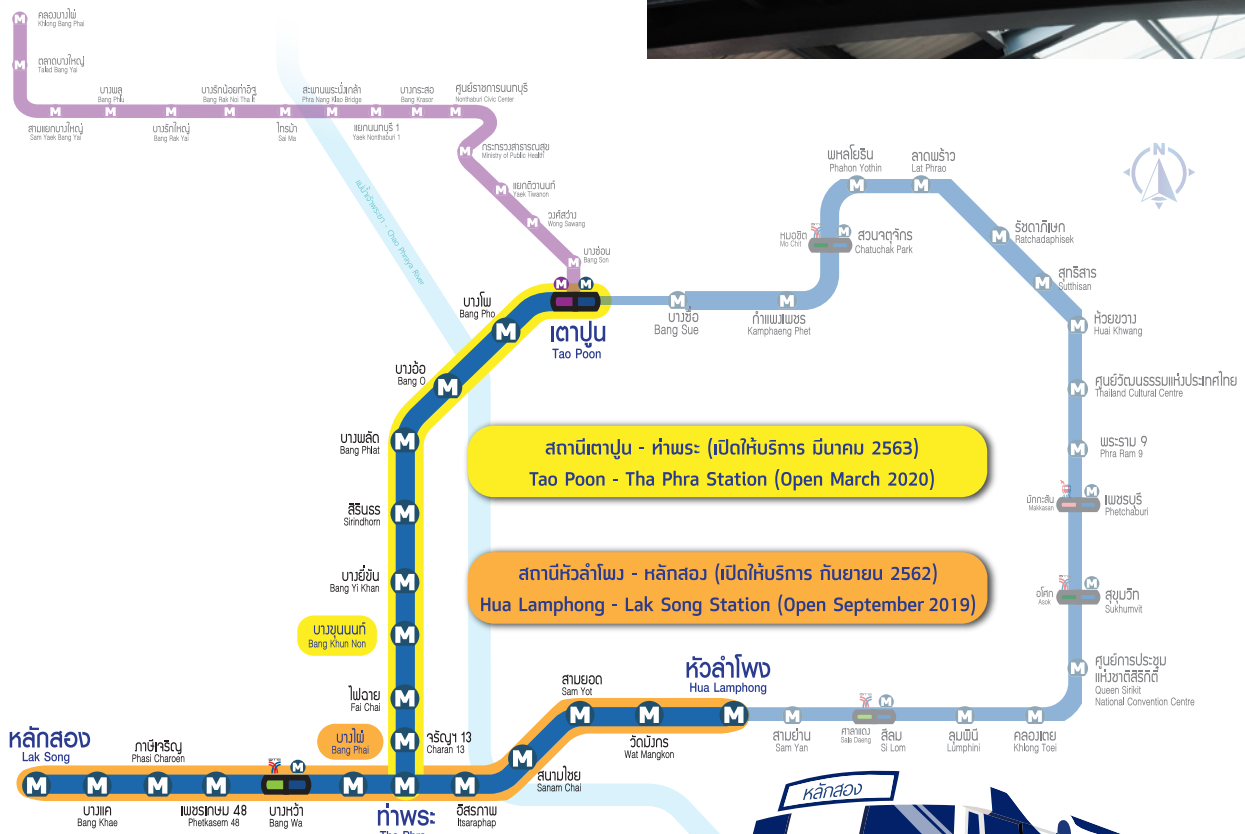 คลองบางไผ่
Khlong Bang Phai
ตลาดบางใหญ่
Talad Bang Yai
สามแยกบางใหญ่
Sam Yaek Bang Yai
บางพลู
Bang Phlu
บางรักใหญ่
Bang Rak Yai
บางรักน้อยท่าอิฐ
Bang Rak Noi Tha It
ไทรม้า
Sai Ma
สะพานพระนั่งเกล้า
Phra Nang Klao Bridge
แยกนนทบุรี 1
Yaek Nonthaburi 1
บางกระสอ
Bang Krasor
ศูนย์ราชการนนทบุรี
Nonthaburi Civic Center
กระทรวงสาธารณสุข
Ministry of Public Health
แยกติวานนท์
Yaek Tiwanon
วงศ์สว่าง
Wong Sawang
บางซ่อน
Bang Son
แม่น้ำเจ้าพระยา - Chao Phraya River
เตาปูน
Tao Poon
บางซื่อ
Bang Sue
กำแพงเพชร
Kamphaeng Phet
หมอชิต
Mo Chit
สวนจตุจักร
Chatuchak Park
พหลโยธิน
Phahon Yothin
ลาดพร้าว
Lat Phrao
N
รัชดาภิเษก
Ratchadaphisek
สุทธิสาร
Sutthisan
ห้วยขวาง
Huai Khwang
ศูนย์วัฒนธรรมแห่งประเทศไทย
Thailand Cultural Centre
พระราม 9
Phra Ram 9
มักกะสัน
Makkasan
เพชรบุรี
Phetchaburi
อโศก
Asok
สุขุมวิท
Sukhumvit
ศูนย์การประชุม
แห่งชาติสิริกิติ์
Queen Sirikit
National Convention Centre
คลองเตย
Khlong Toei
ลุมพินี
Lumphini
สีลม
Si Lom
ศาลาแดง
Sala Daeng
สามย่าน
Sam Yan
หัวลำโพง
Hua Lamphong
วัดมังกร
Wat Mangkon
สามยอด
Sam Yot
สนามไชย
Sanam Chai
อิสรภาพ
Itsaraphap
ท่าพระ
Tha Phra
บางไผ่
Bang Phai
บางหว้า
Bang Wa
เพชรเกษม 48
Phetkasem 48
ภาษีเจริญ
Phasi Charoen
บางแค
Bang Khae
หลักสอง
Lak Song
จรัญฯ 13
Charan 13
ไฟฉาย
Fai Chai
บางขุนนนท์
Bang Khun Non
บางยี่ขัน
Bang Yi Khan
สิรินธร
Sirindhorn
บางพลัด
Bang Phlat
บางอ้อ
Bang O
บางโพ
Bang Pho
สถานีเตาปูน - ท่าพระ (เปิดให้บริการ มีนาคม 2563)
Tao Poon - Tha Phra Station (Open March 2020)
สถานีหัวลำโพง - หลักสอง (เปิดให้บริการ กันยายน 2562)
Hua Lamphong - Lak Song Station (Open September 2019)
หลักสอง